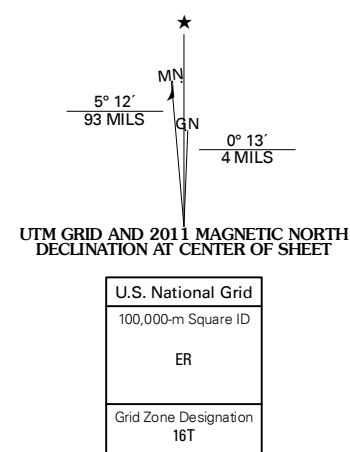 ★
MN
5° 12´
93 MILS
GN
0° 13´
4 MILS
UTM GRID AND 2011 MAGNETIC NORTH
DECLINATION AT CENTER OF SHEET
U.S. National Grid
100,000-m Square ID
ER
Grid Zone Designation
16T